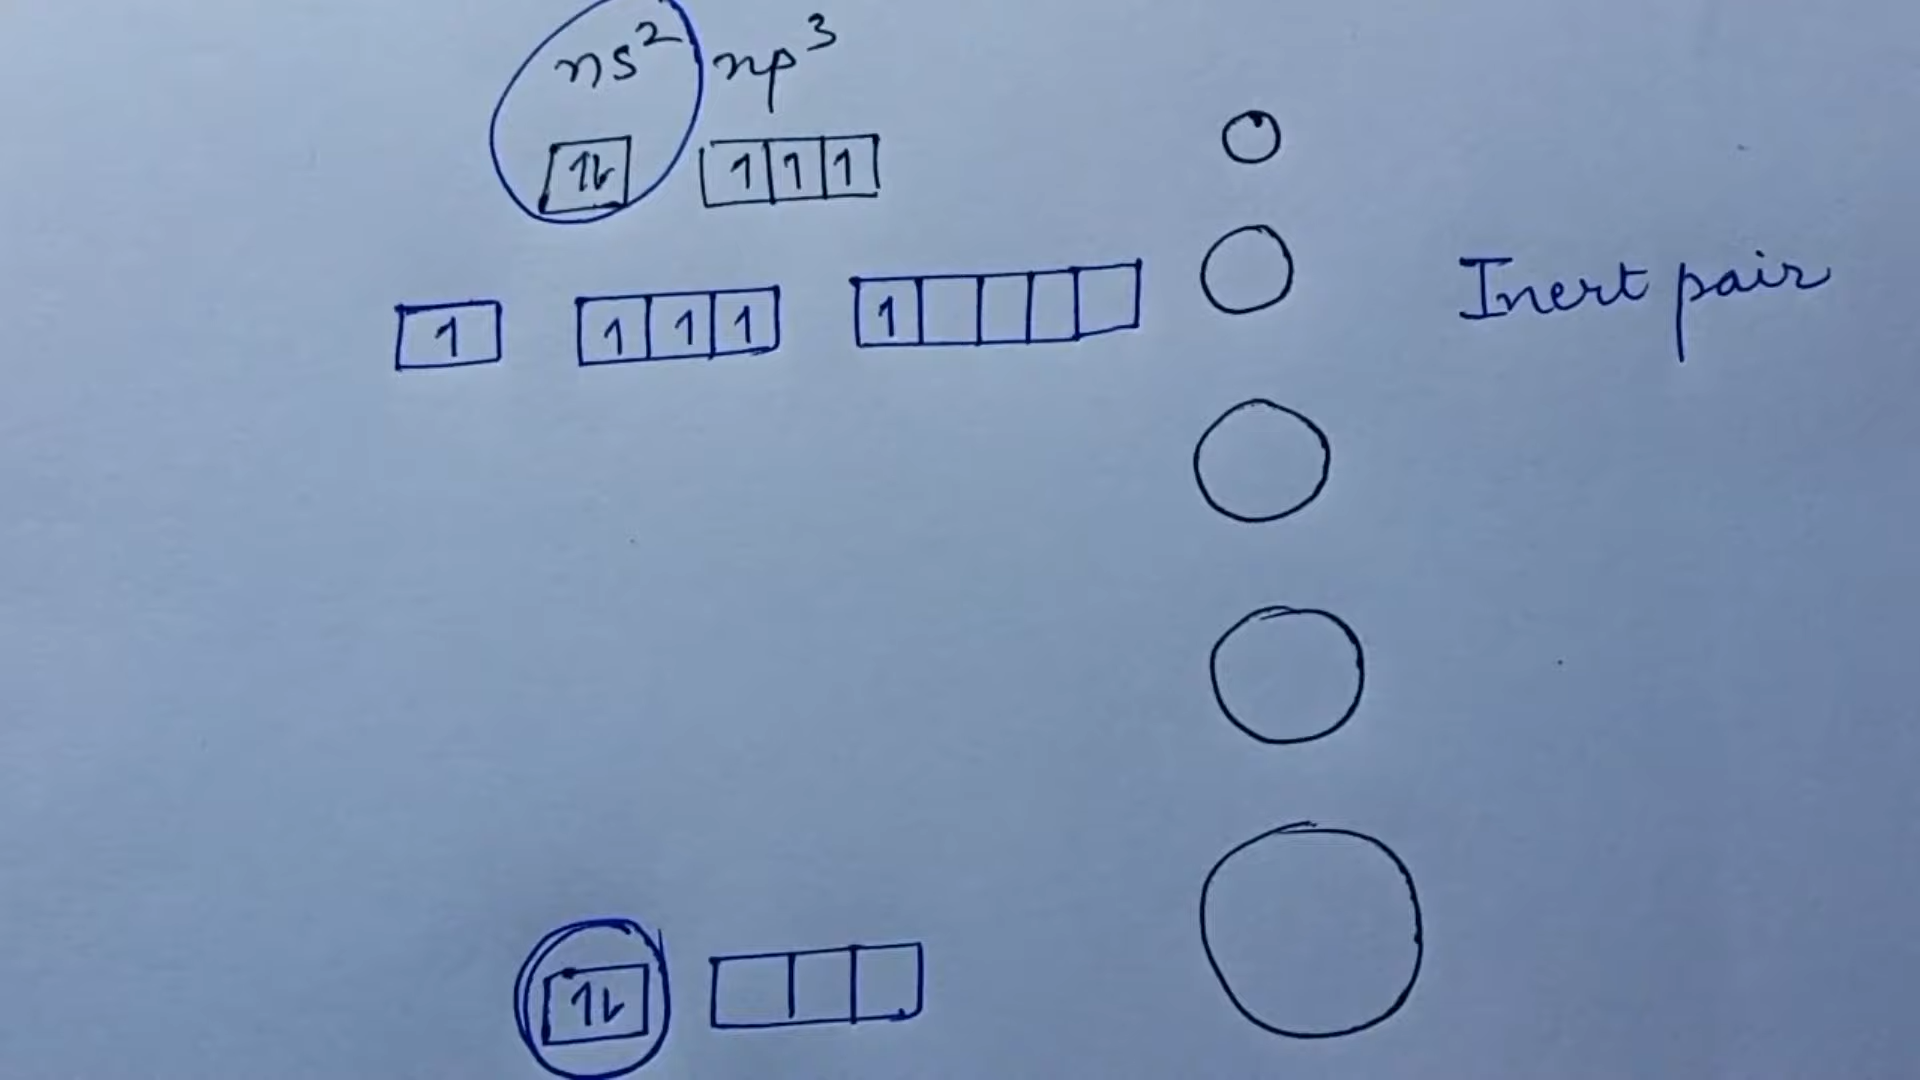 ns² np³
1⇂ 1 1 1
1 1 1 1 1
Inert pair
1⇂